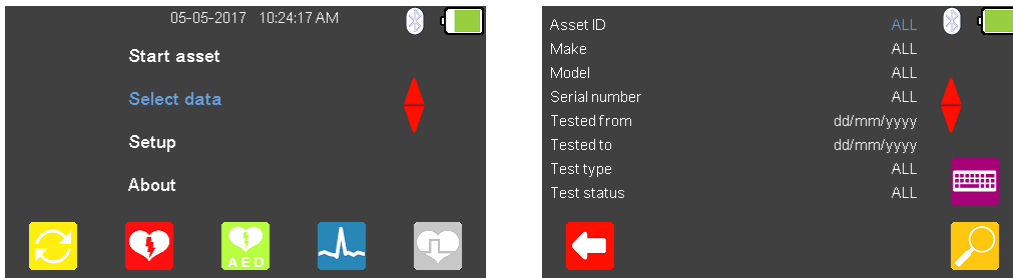 05-05-2017 10:24:17 AM
Start asset
Select data
Setup
About
AED
Asset ID ALL
Make ALL
Model ALL
Serial number ALL
Tested from dd/mm/yyyy
Tested to dd/mm/yyyy
Test type ALL
Test status ALL